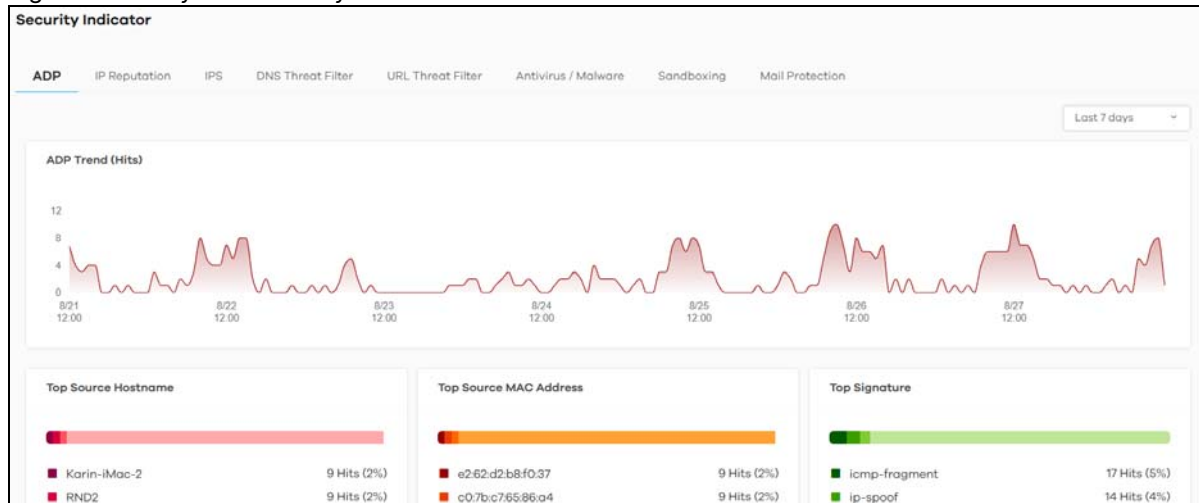 Security Indicator
ADP IP Reputation IPS DNS Threat Filter URL Threat Filter Antivirus / Malware Sandboxing Mail Protection
Last 7 days
ADP Trend (Hits)
12
8
4
0
8/21 8/22 8/23 8/24 8/25 8/26 8/27
12:00 12:00 12:00 12:00 12:00 12:00 12:00
Top Source Hostname
Karin-iMac-2 9 Hits (2%)
RND2 9 Hits (2%)
Top Source MAC Address
e2:62:d2:b8:f0:37 9 Hits (2%)
c0:7b:c7:65:86:a4 9 Hits (2%)
Top Signature
icmp-fragment 17 Hits (5%)
ip-spoof 14 Hits (4%)